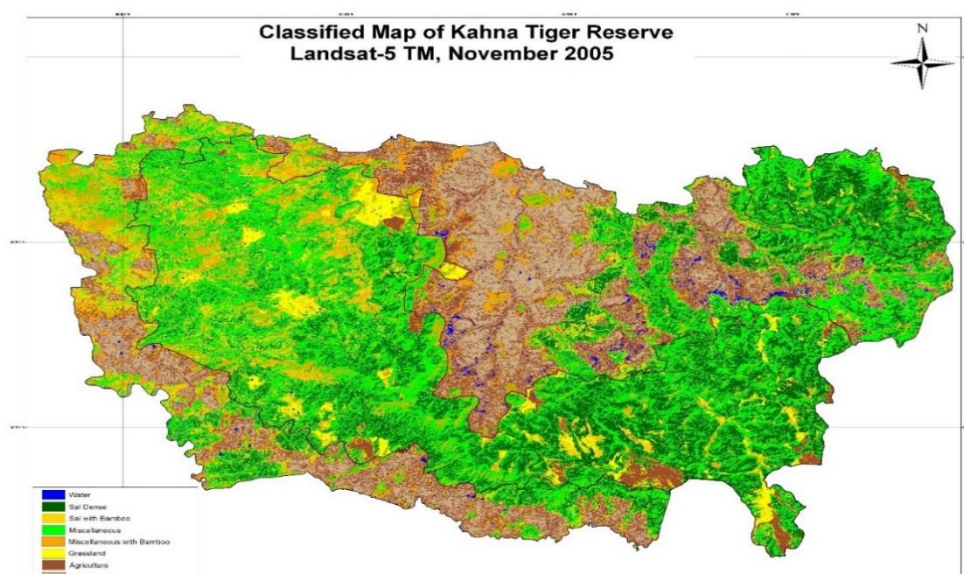 Classified Map of Kahna Tiger Reserve
Landsat-5 TM, November 2005
N
Water
Sal Dense
Sal with Bamboo
Miscellaneous
Miscellaneous with Bamboo
Grassland
Agriculture